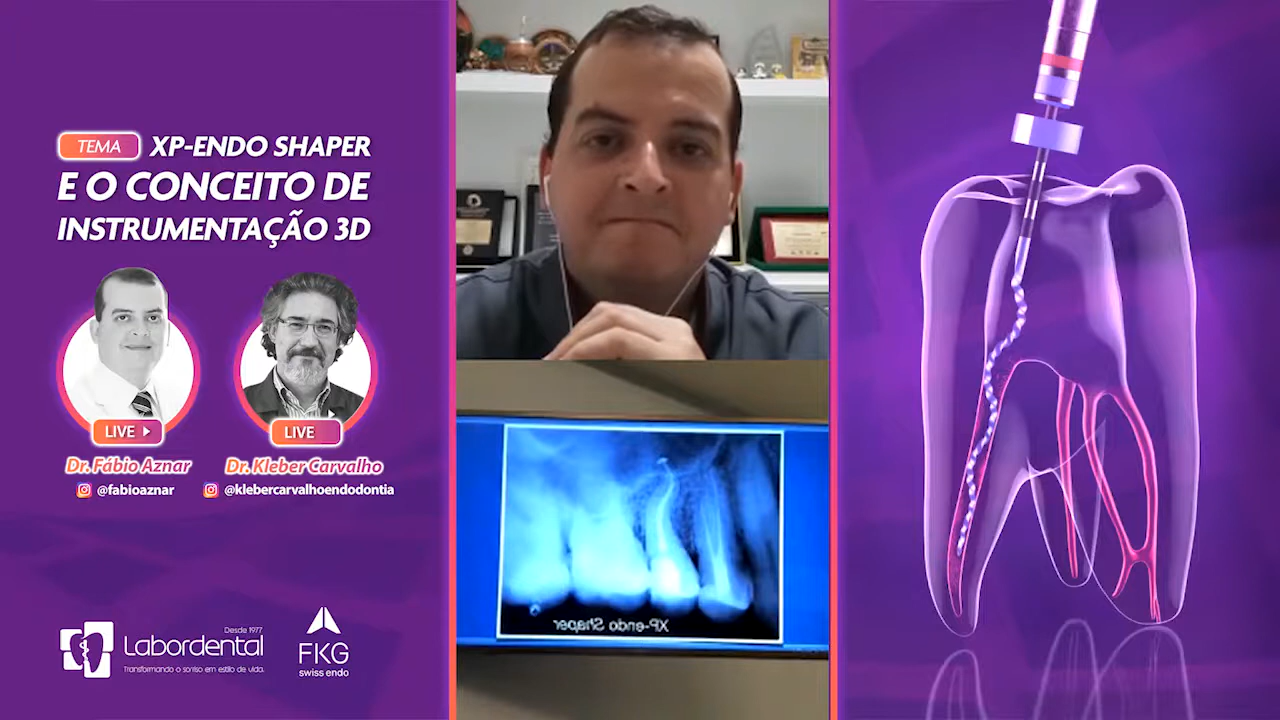 TEMA XP-ENDO SHAPER
E O CONCEITO DE
INSTRUMENTAÇÃO 3D
LIVE
LIVE
Dr. Fábio Aznar
Dr. Kleber Carvalho
@fabioaznar
@klebercarvalhoendodontia
Desde 1977
Labordental
Transformando o sorriso em estilo de vida.
FKG
swiss endo
XP-endo Shaper